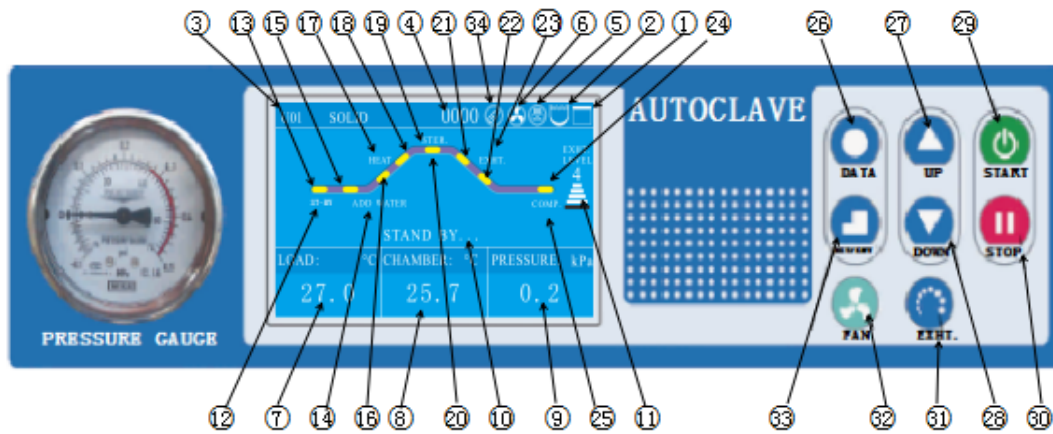 ③ ⑬ ⑮ ⑰ ⑱ ⑲ ④ ㉑ ㉞ ㉒ ㉓ ⑥ ⑤ ② ① ㉔ ㉖ ㉗ ㉙
001 SOLID 0000
STER.
HEAT EXHT. EXHT. LEVEL
4
ADD WATER COMP.
STAND BY...
LOAD: °C CHAMBER: °C PRESSURE kPa
27.0 25.7 0.2
PRESSURE GAUGE
AUTOCLAVE
DATA UP START
DOWN STOP
FAN EXHT.
⑫ ⑦ ⑭ ⑯ ⑧ ⑳ ⑩ ⑨ ㉕ ⑪ ㉝ ㉜ ㉛ ㉘ ㉚